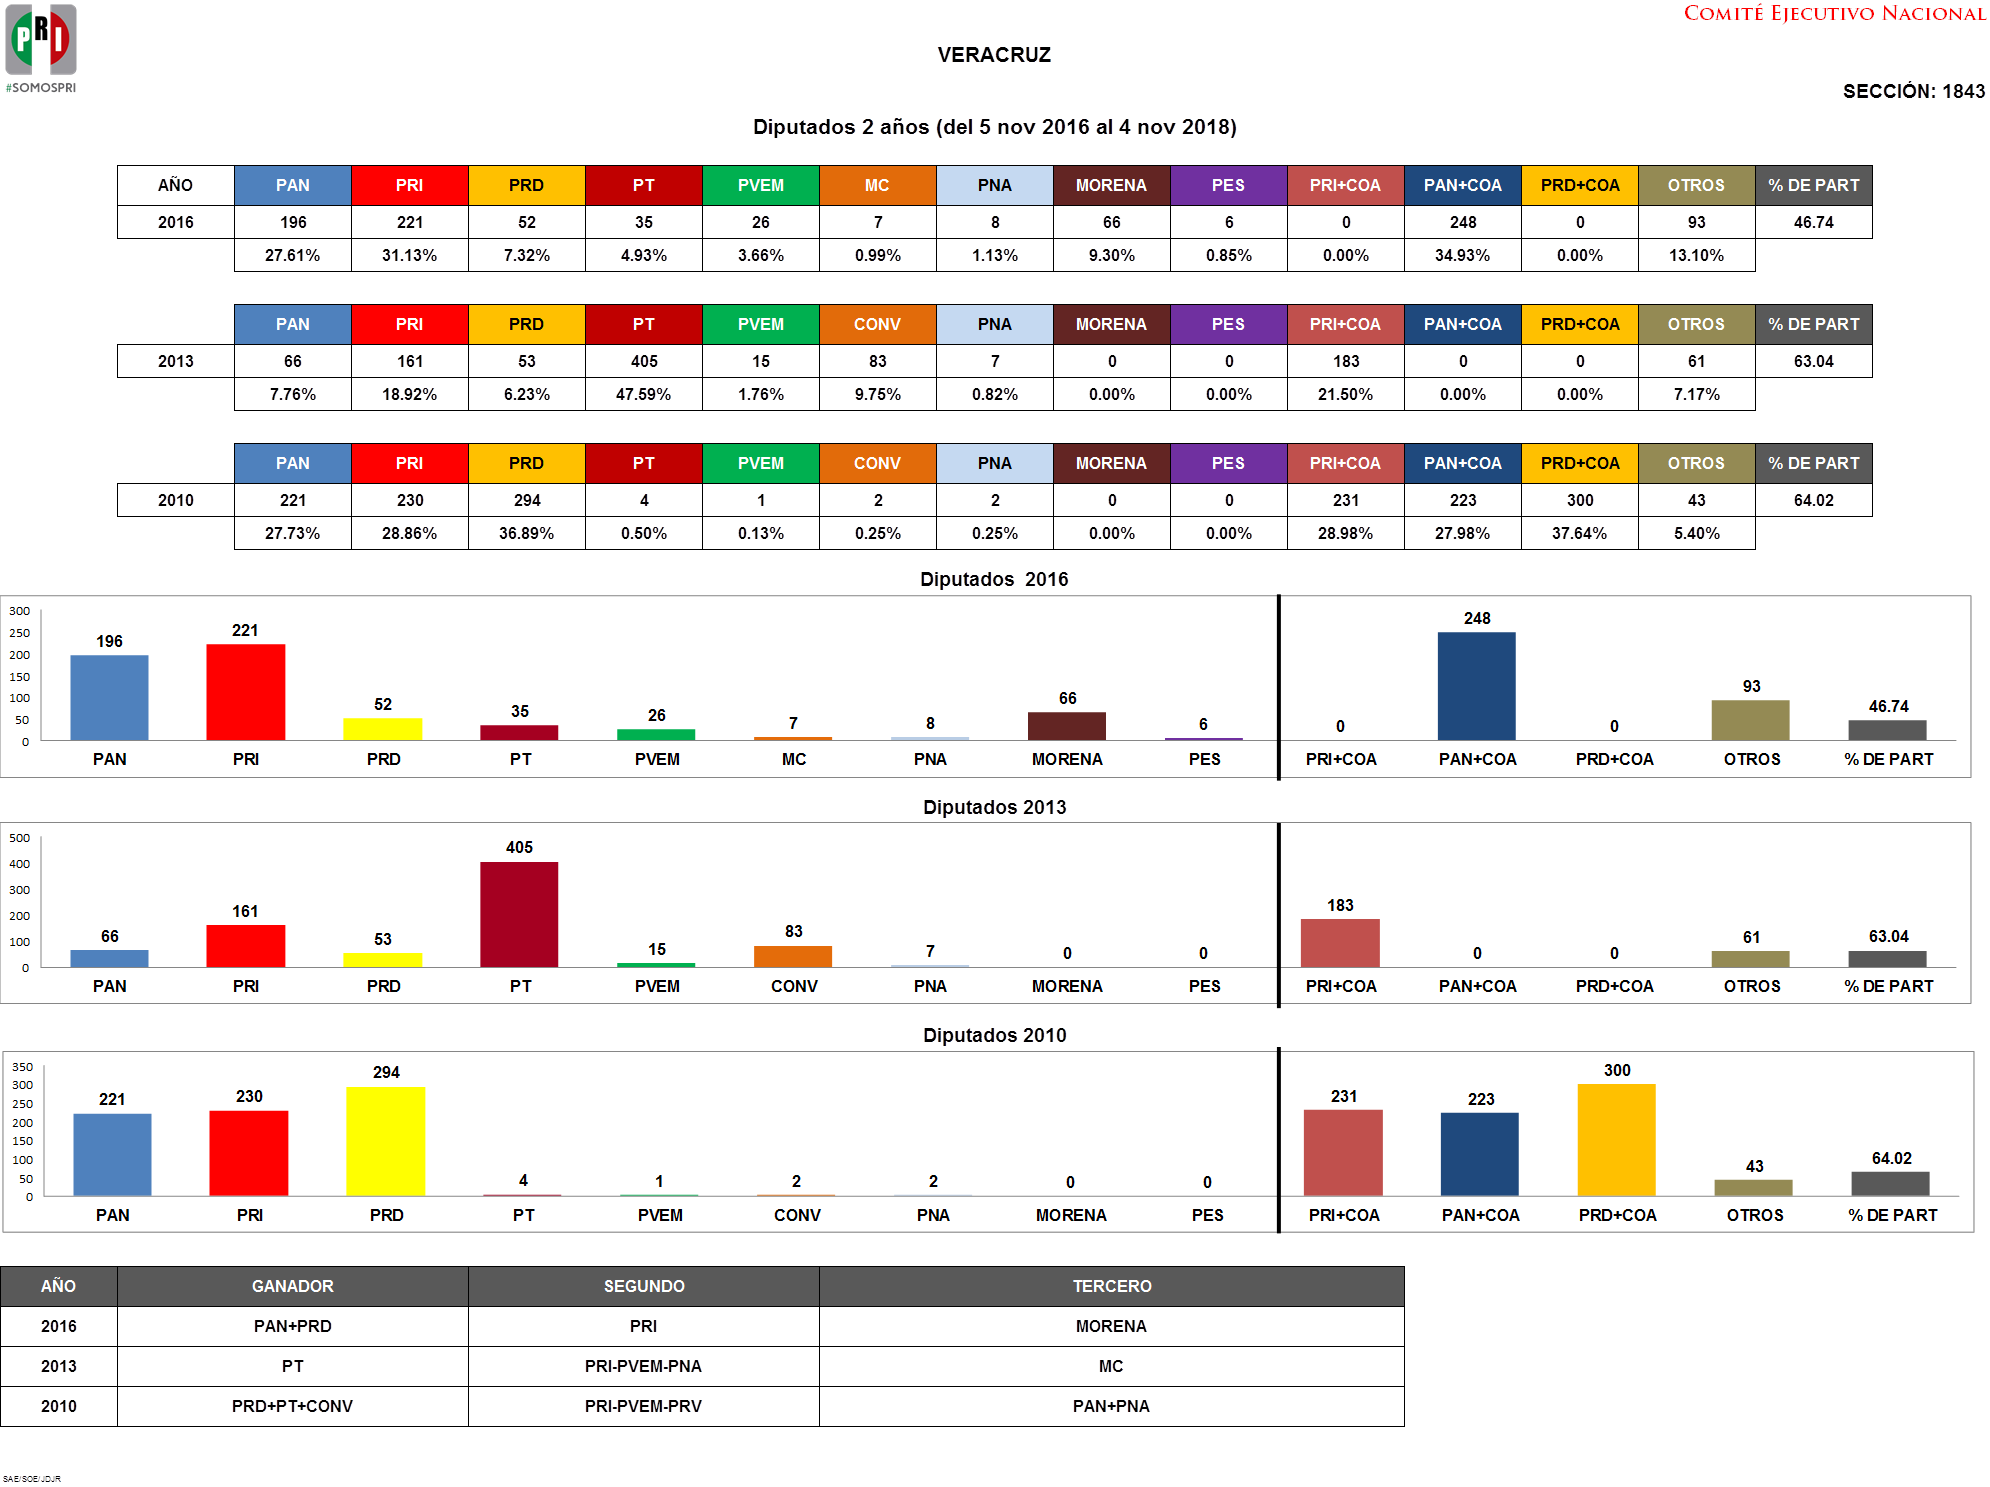 PRI
#SOMOSPRI
COMITÉ EJECUTIVO NACIONAL
VERACRUZ
SECCIÓN: 1843
Diputados 2 años (del 5 nov 2016 al 4 nov 2018)
AÑO PAN PRI PRD PT PVEM MC PNA MORENA PES PRI+COA PAN+COA PRD+COA OTROS % DE PART
2016 196 221 52 35 26 7 8 66 6 0 248 0 93 46.74
27.61% 31.13% 7.32% 4.93% 3.66% 0.99% 1.13% 9.30% 0.85% 0.00% 34.93% 0.00% 13.10%
PAN PRI PRD PT PVEM CONV PNA MORENA PES PRI+COA PAN+COA PRD+COA OTROS % DE PART
2013 66 161 53 405 15 83 7 0 0 183 0 0 61 63.04
7.76% 18.92% 6.23% 47.59% 1.76% 9.75% 0.82% 0.00% 0.00% 21.50% 0.00% 0.00% 7.17%
PAN PRI PRD PT PVEM CONV PNA MORENA PES PRI+COA PAN+COA PRD+COA OTROS % DE PART
2010 221 230 294 4 1 2 2 0 0 231 223 300 43 64.02
27.73% 28.86% 36.89% 0.50% 0.13% 0.25% 0.25% 0.00% 0.00% 28.98% 27.98% 37.64% 5.40%
Diputados 2016
300
250
200
150
100
50
0
196 221 52 35 26 7 8 66 6 0 248 0 93 46.74
PAN PRI PRD PT PVEM MC PNA MORENA PES PRI+COA PAN+COA PRD+COA OTROS % DE PART
Diputados 2013
500
400
300
200
100
0
66 161 53 405 15 83 7 0 0 183 0 0 61 63.04
PAN PRI PRD PT PVEM CONV PNA MORENA PES PRI+COA PAN+COA PRD+COA OTROS % DE PART
Diputados 2010
350
300
250
200
150
100
50
0
221 230 294 4 1 2 2 0 0 231 223 300 43 64.02
PAN PRI PRD PT PVEM CONV PNA MORENA PES PRI+COA PAN+COA PRD+COA OTROS % DE PART
AÑO GANADOR SEGUNDO TERCERO
2016 PAN+PRD PRI MORENA
2013 PT PRI-PVEM-PNA MC
2010 PRD+PT+CONV PRI-PVEM-PRV PAN+PNA
SAE/SOE/JDJR